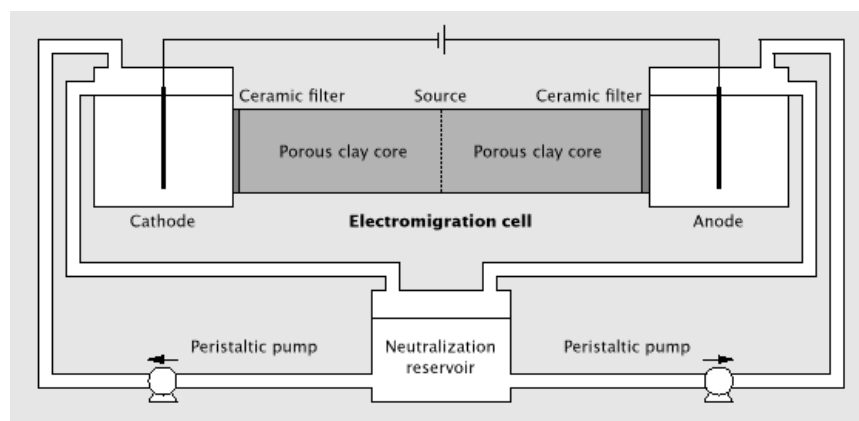 Ceramic filter
Source
Ceramic filter
Porous clay core
Porous clay core
Cathode
Electromigration cell
Anode
Peristaltic pump
Neutralization
reservoir
Peristaltic pump